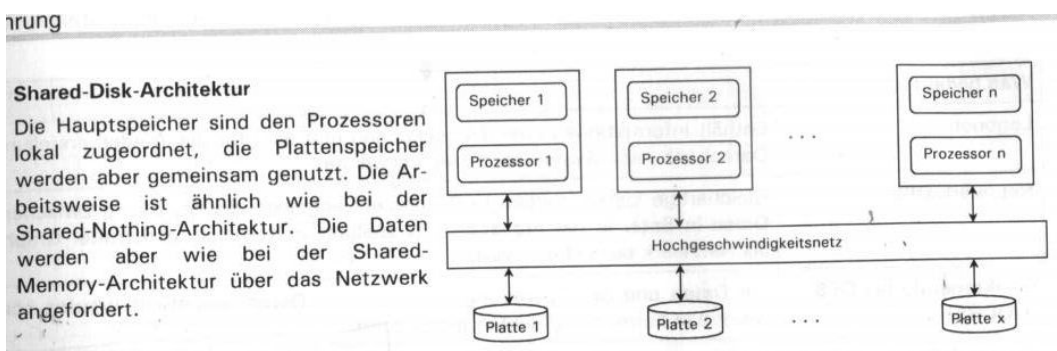 Shared-Disk-Architektur
Die Hauptspeicher sind den Prozessoren
lokal zugeordnet, die Plattenspeicher
werden aber gemeinsam genutzt. Die Ar-
beitsweise ist ähnlich wie bei der
Shared-Nothing-Architektur. Die Daten
werden aber wie bei der Shared-
Memory-Architektur über das Netzwerk
angefordert.
Speicher 1
Speicher 2
Speicher n
. . .
Prozessor 1
Prozessor 2
Prozessor n
Hochgeschwindigkeitsnetz
Platte 1
Platte 2
. . .
Platte x